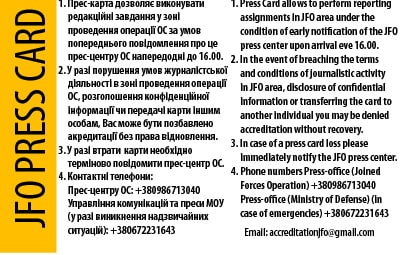 JFO PRESS CARD
1. Прес-карта дозволяє виконувати
редакційні завдання у зоні
проведення операції ОС за умов
попереднього повідомлення про це
прес-центру ОС напередодні до 16.00.
2. У разі порушення умов журналістської
діяльності в зоні проведення операції
ОС, розголошення конфіденційної
інформації чи передачі карти іншим
особам, Вас може бути позбавлено
акредитації без права відновлення.
3. У разі втрати карти необхідно
терміново повідомити прес-центр ОС.
4. Контактні телефони:
Прес-центру ОС: +380986713040
Управління комунікацій та преси МОУ
(у разі виникнення надзвичайних
ситуацій): +380672231643
1. Press Card allows to perform reporting
assignments in JFO area under the
condition of early notification of the JFO
press center upon arrival eve 16.00.
2. In the event of breaching the terms
and conditions of journalistic activity
in JFO area, disclosure of confidential
information or transferring the card to
another individual you may be denied
accreditation without recovery.
3. In case of a press card loss please
immediately notify the JFO press center.
4. Phone numbers Press-office (Joined
Forces Operation) +380986713040
Press-office (Ministry of Defense) (in
case of emergencies) +380672231643
Email: accreditationjfo@gmail.com